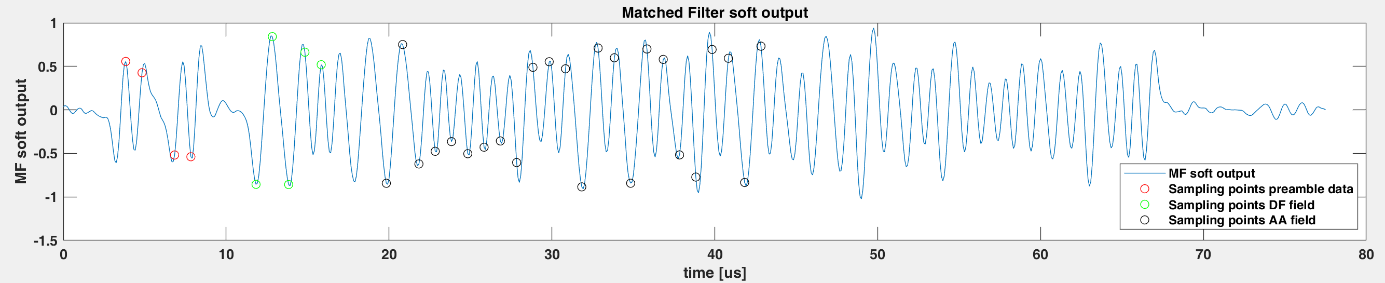 Matched Filter soft output
MF soft output
1
0.5
0
-0.5
-1
-1.5
0 10 20 30 40 50 60 70 80
time [us]
MF soft output
Sampling points preamble data
Sampling points DF field
Sampling points AA field